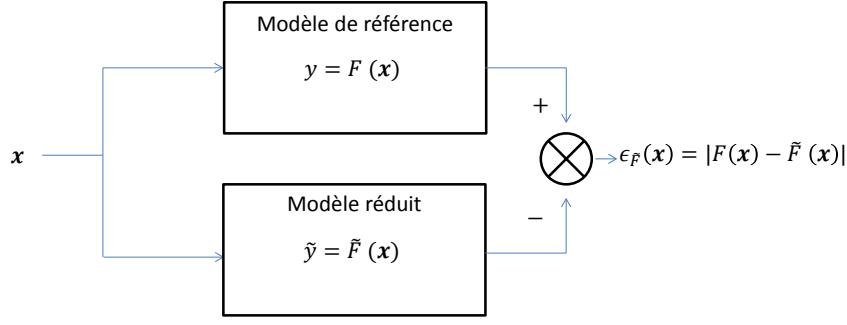 Modèle de référence
y = F (x)
+
x
ϵ_F̃(x) = |F(x) − F̃ (x)|
Modèle réduit
−
ỹ = F̃ (x)